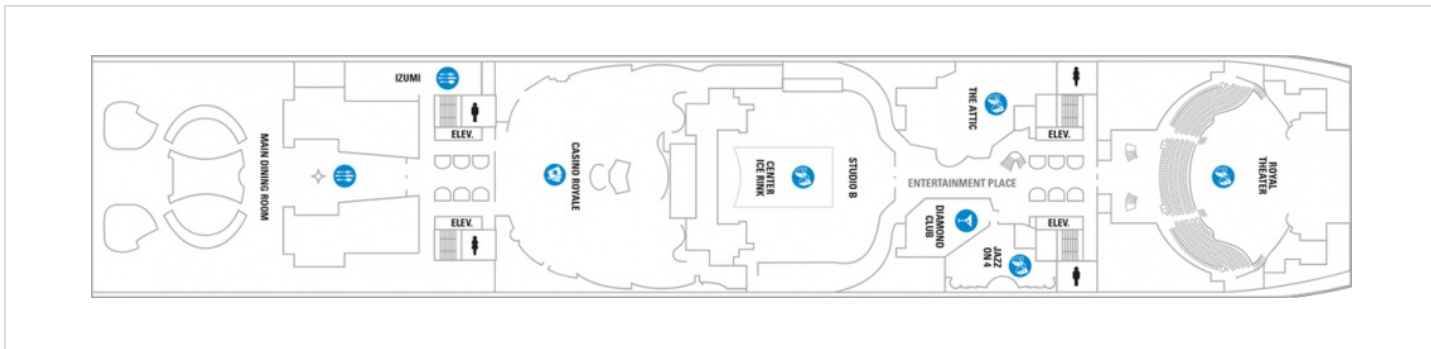 IZUMI
ELEV.
MAIN DINING ROOM
ELEV.
CASINO ROYALE
CENTER
ICE RINK
STUDIO B
THE ATTIC
ELEV.
ENTERTAINMENT PLACE
DIAMOND
CLUB
JAZZ
ON 4
ELEV.
ROYAL
THEATER